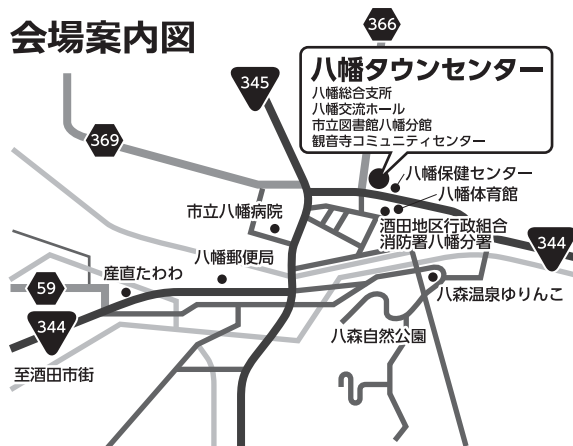 会場案内図
366
345
八幡タウンセンター
八幡総合支所
八幡交流ホール
市立図書館八幡分館
観音寺コミュニティセンター
369
八幡保健センター
八幡体育館
市立八幡病院
酒田地区行政組合
消防署八幡分署
344
八幡郵便局
産直たわわ
59
八森温泉ゆりんこ
344
八森自然公園
至酒田市街